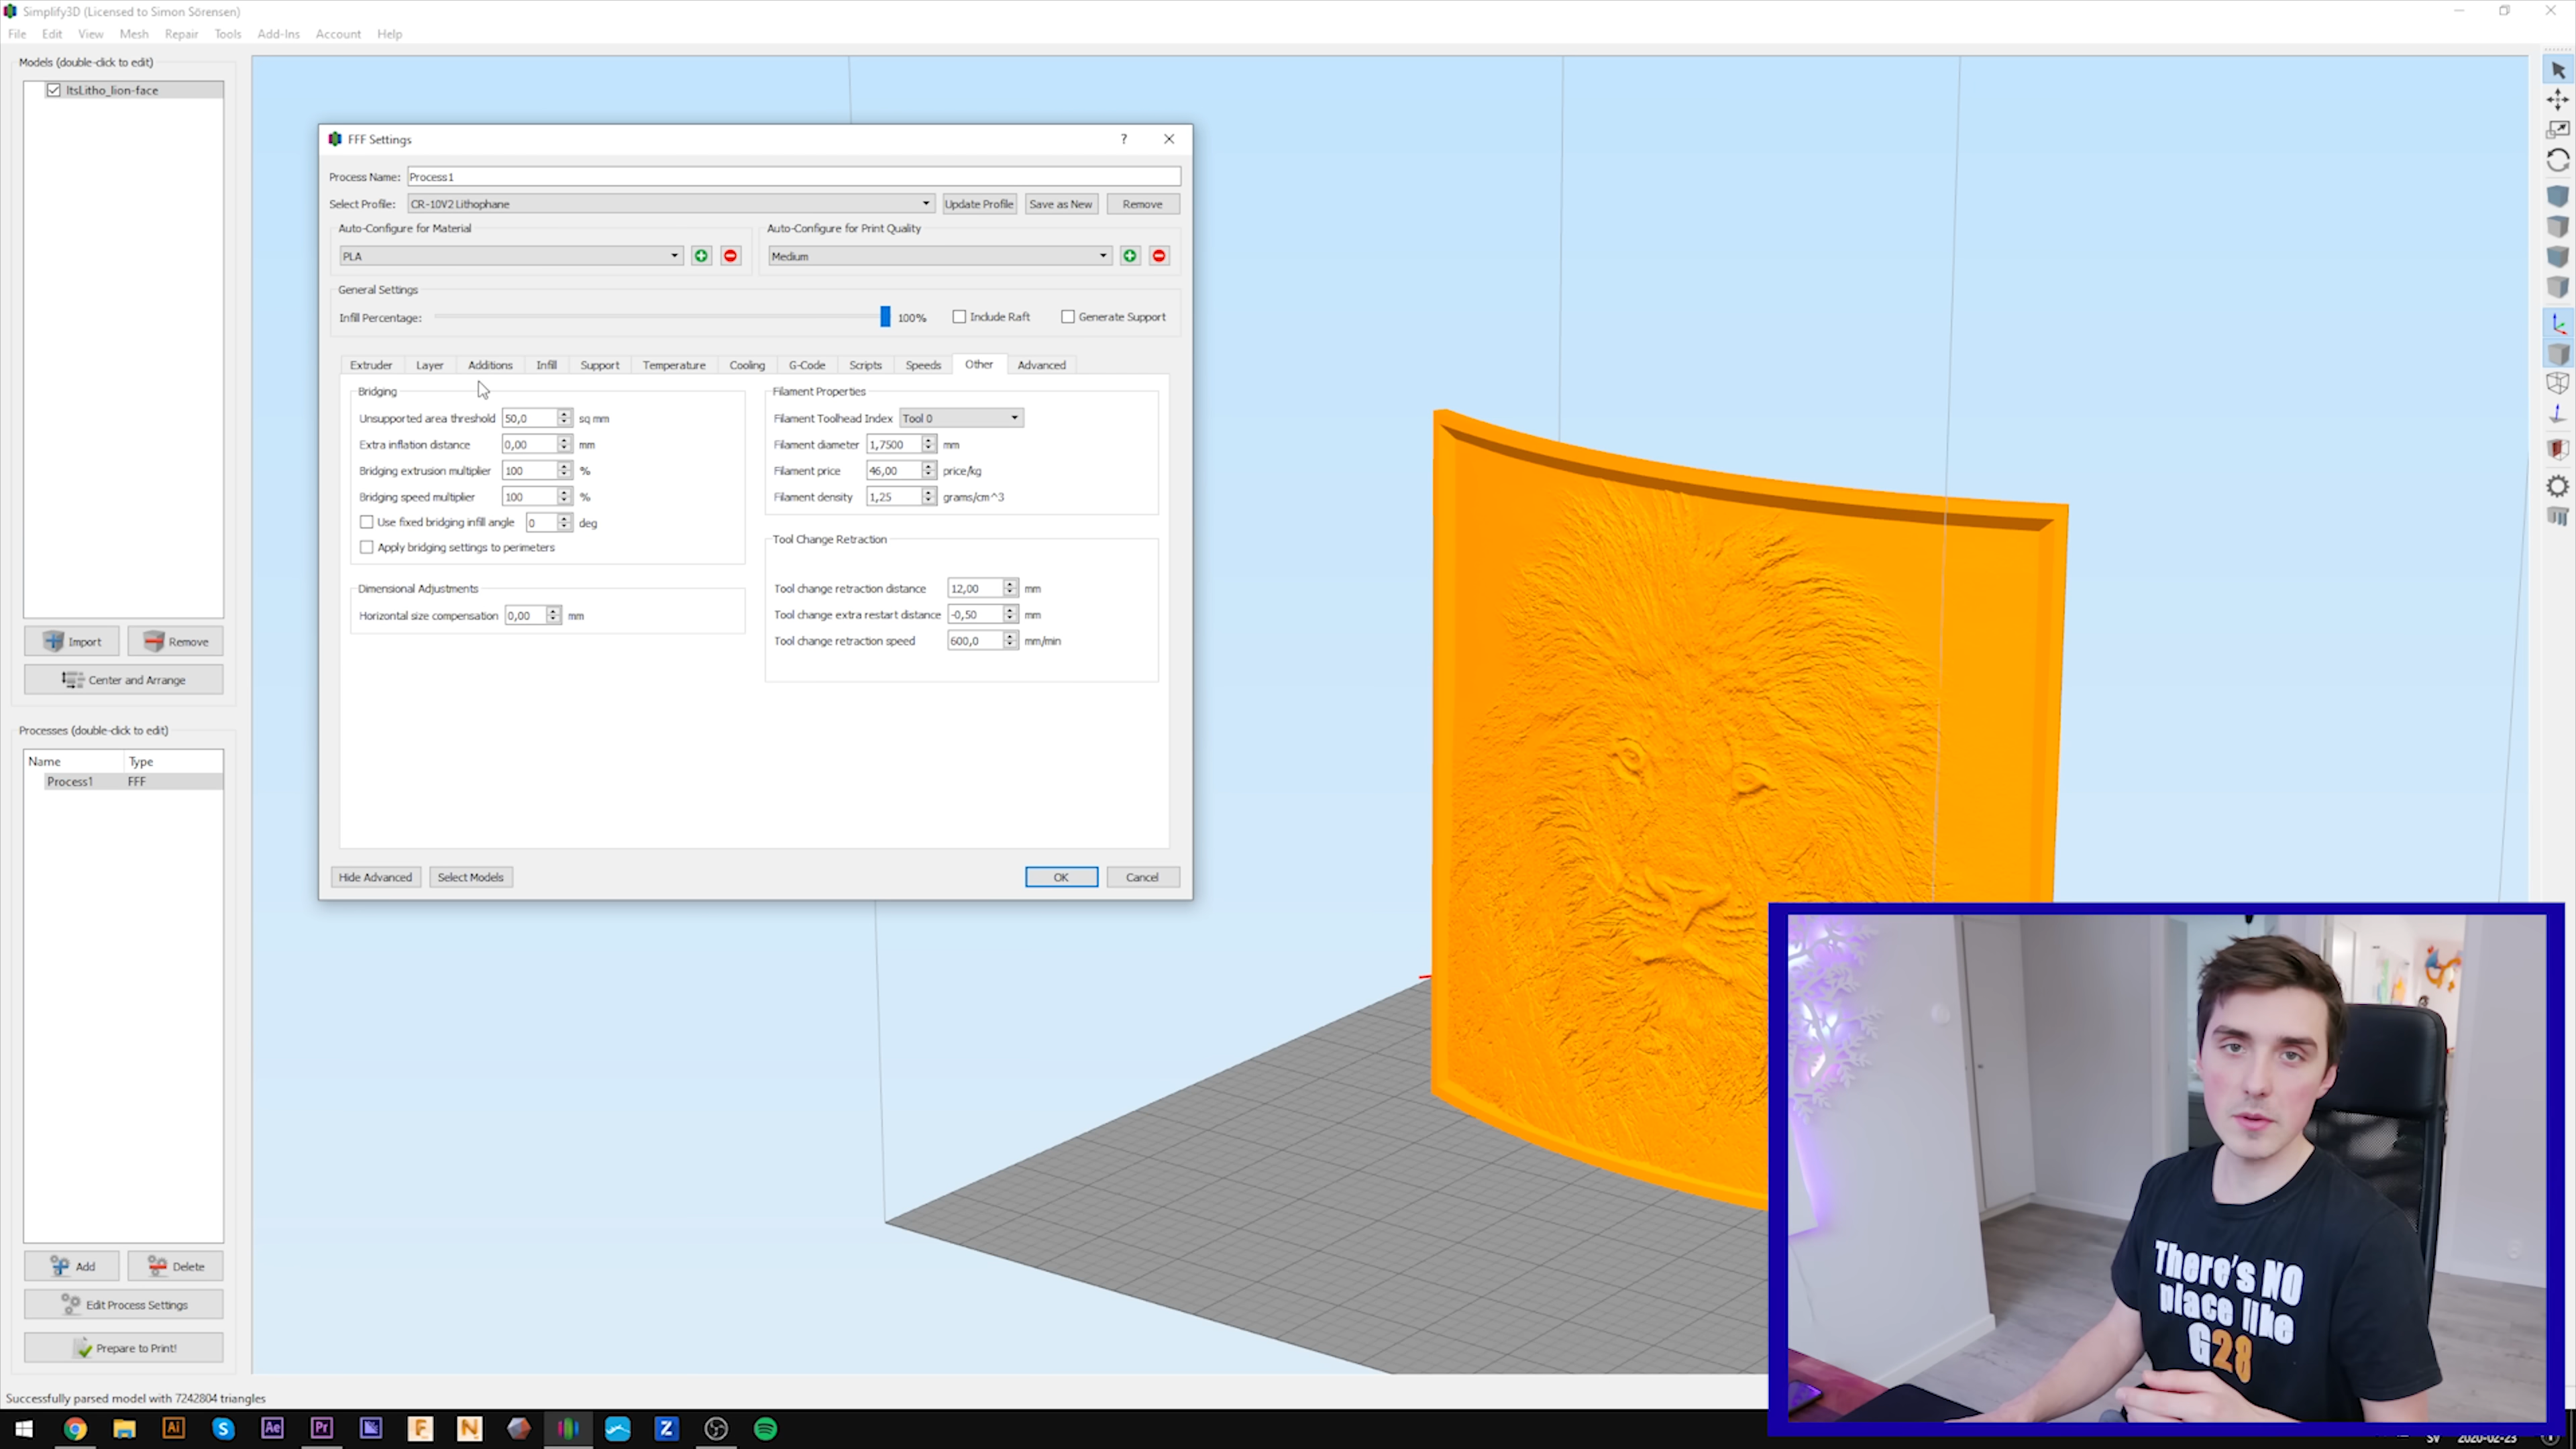 Simplify3D (Licensed to Simon Sörensen)
File Edit View Mesh Repair Tools Add-Ins Account Help
Models (double-click to edit)
ItsLitho_lion-face
Import Remove
Center and Arrange
Processes (double-click to edit)
Name Type
Process1 FFF
Add Delete
Edit Process Settings
Prepare to Print!
Successfully parsed model with 7242804 triangles
FFF Settings ?
Process Name: Process1
Select Profile: CR-10V2 Lithophane Update Profile Save as New Remove
Auto-Configure for Material Auto-Configure for Print Quality
PLA Medium
General Settings
Infill Percentage: 100% Include Raft Generate Support
Extruder Layer Additions Infill Support Temperature Cooling G-Code Scripts Speeds Other Advanced
Bridging
Unsupported area threshold 50,0 sq mm
Extra inflation distance 0,00 mm
Bridging extrusion multiplier 100 %
Bridging speed multiplier 100 %
Use fixed bridging infill angle 0 deg
Apply bridging settings to perimeters
Dimensional Adjustments
Horizontal size compensation 0,00 mm
Filament Properties
Filament Toolhead Index Tool 0
Filament diameter 1,7500 mm
Filament price 46,00 price/kg
Filament density 1,25 grams/cm^3
Tool Change Retraction
Tool change retraction distance 12,00 mm
Tool change extra restart distance -0,50 mm
Tool change retraction speed 600,0 mm/min
Hide Advanced Select Models OK Cancel
There's NO
place like
G28
Ai Ae Pr F N Z
SV 2020-02-23